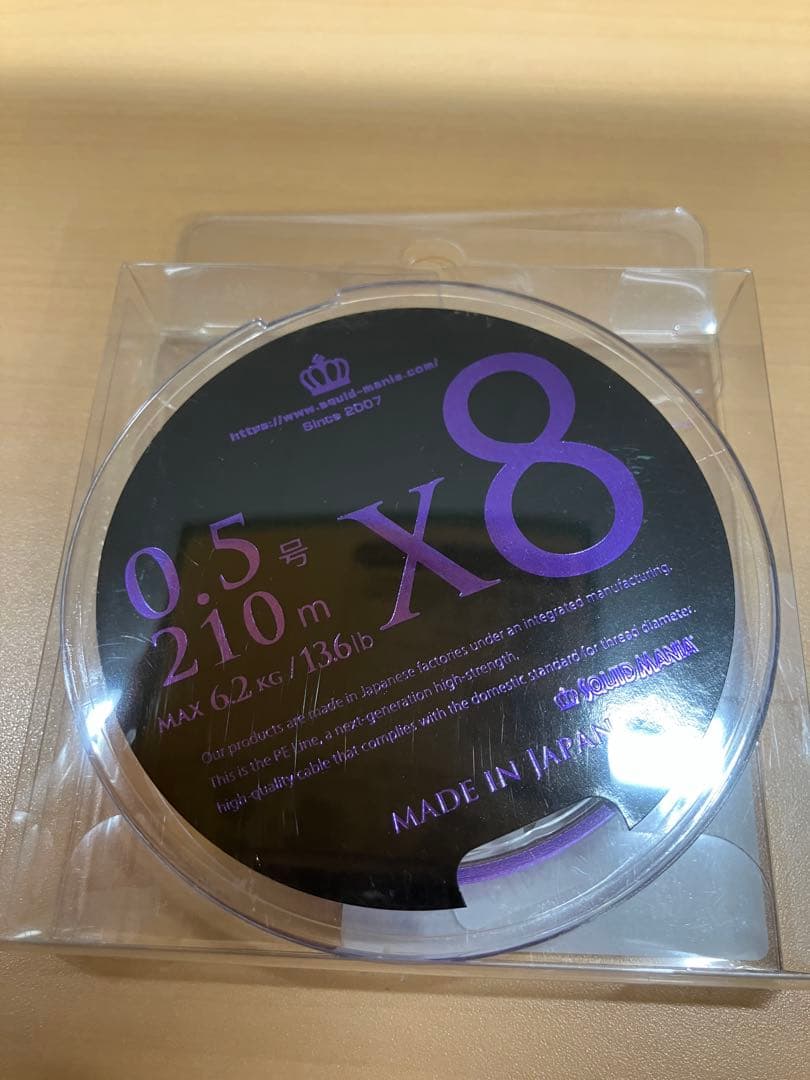 https://www.squid-mania.com/
Since 2007
X8
0.5号
210m
MAX 6.2 KG / 13.6lb
Our products are made in Japanese factories under an integrated manufacturing.
This is the PE Line, a next-generation high-strength,
high-quality cable that complies with the domestic standard for thread diameter.
SQUID MANIA
MADE IN JAPAN